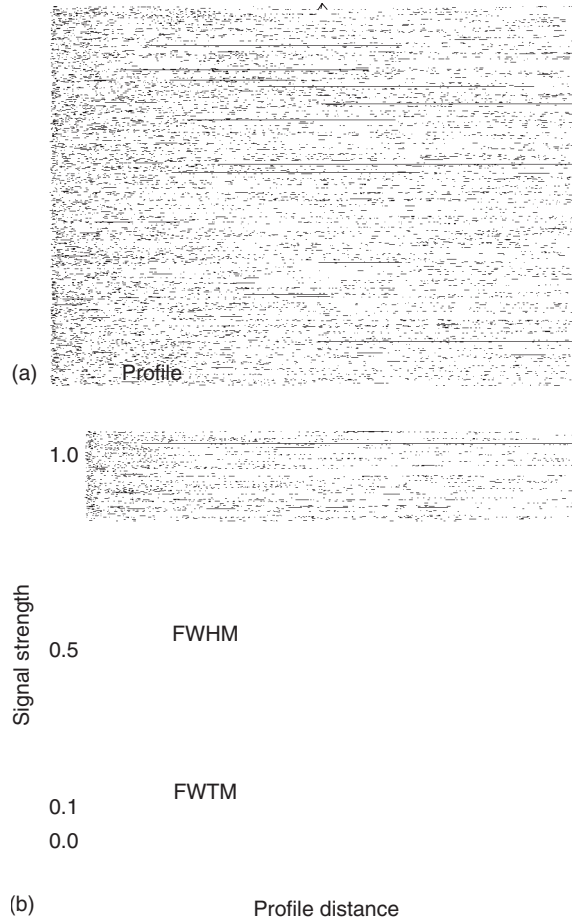 (a)
Profile
1.0
Signal strength
FWHM
0.5
FWTM
0.1
0.0
(b)
Profile distance